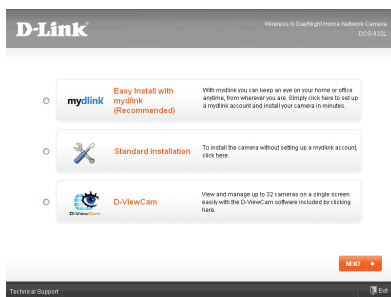 D-Link
Wireless N Day/Night Home Network Camera
DCS-932L
mydlink
Easy Install with
mydlink
(Recommended)
With mydlink you can keep an eye on your home or office
anytime, from wherever you are. Simply click here to set up
a mydlink account and install your camera in minutes.
Standard installation
To install the camera without setting up a mydlink account,
click here.
D-ViewCam
D-ViewCam
View and manage up to 32 cameras on a single screen
easily with the D-ViewCam software included by clicking
here.
NEXT
Technical Support
Exit